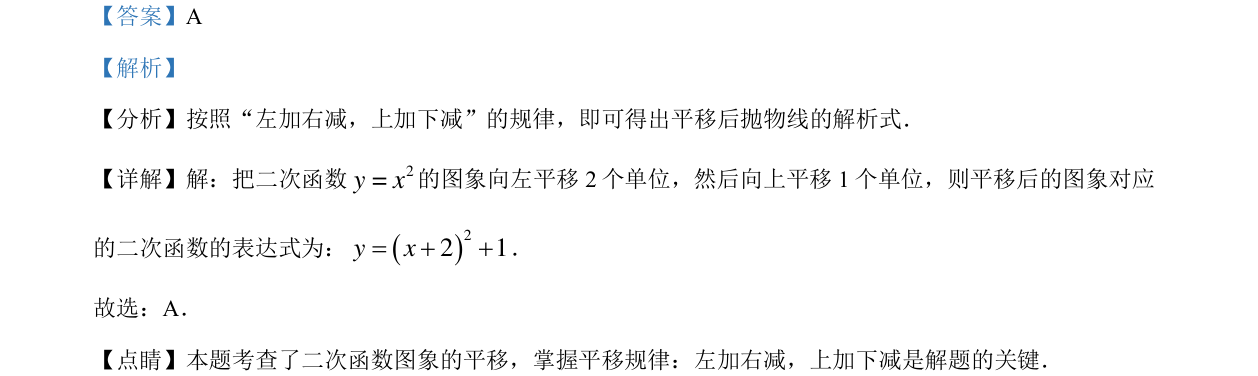 【答案】A
【解析】
【分析】按照“左加右减，上加下减”的规律，即可得出平移后抛物线的解析式．
【详解】解：把二次函数 y = x² 的图象向左平移 2 个单位，然后向上平移 1 个单位，则平移后的图象对应
的二次函数的表达式为： y = (x + 2)² + 1．
故选：A．
【点睛】本题考查了二次函数图象的平移，掌握平移规律：左加右减，上加下减是解题的关键．